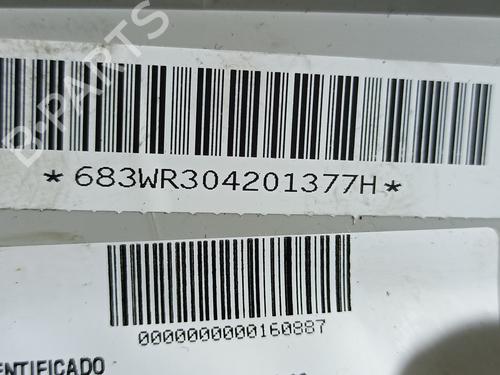 B-PARTS
*683WR304201377H*
0000000000160887
ENTIFICADO